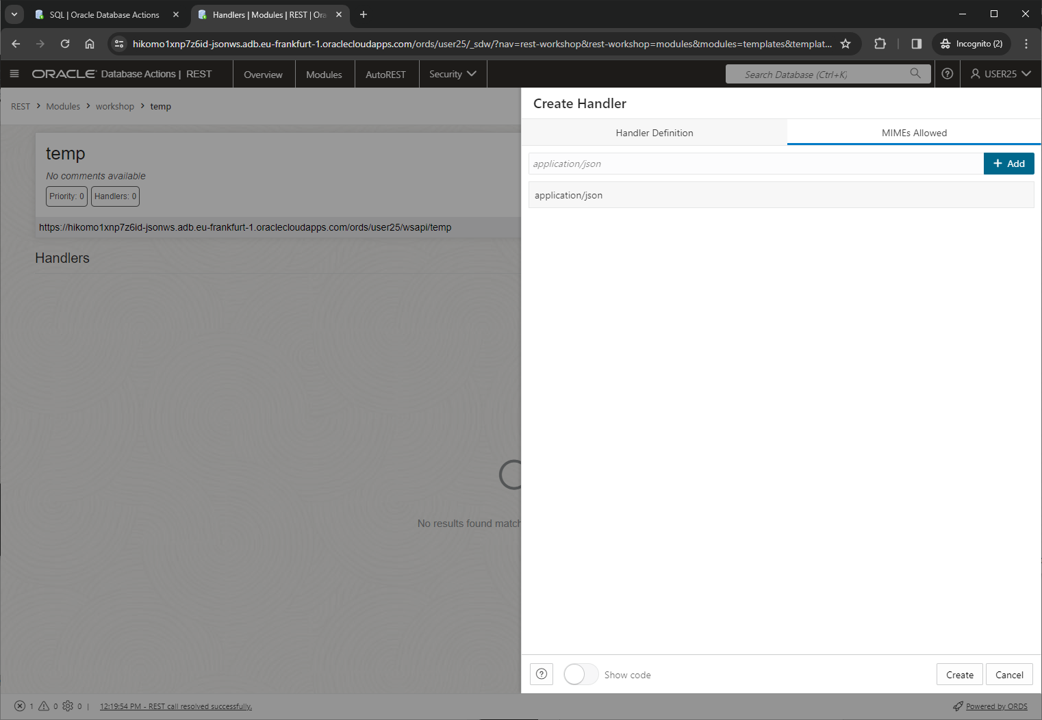 SQL | Oracle Database Actions
Handlers | Modules | REST | Ora
hikomo1xnp7z6id-jsonws.adb.eu-frankfurt-1.oraclecloudapps.com/ords/user25/_sdw/?nav=rest-workshop&rest-workshop=modules&modules=templates&templat...
Incognito (2)
ORACLE Database Actions | REST
Overview
Modules
AutoREST
Security
Search Database (Ctrl+K)
USER25
REST > Modules > workshop > temp
Create Handler
Handler Definition
MIMEs Allowed
application/json
+ Add
application/json
temp
No comments available
Priority: 0
Handlers: 0
https://hikomo1xnp7z6id-jsonws.adb.eu-frankfurt-1.oraclecloudapps.com/ords/user25/wsapi/temp
Handlers
No results found match
Show code
Create
Cancel
1 0 0 | 12:19:54 PM - REST call resolved successfully.
Powered by ORDS